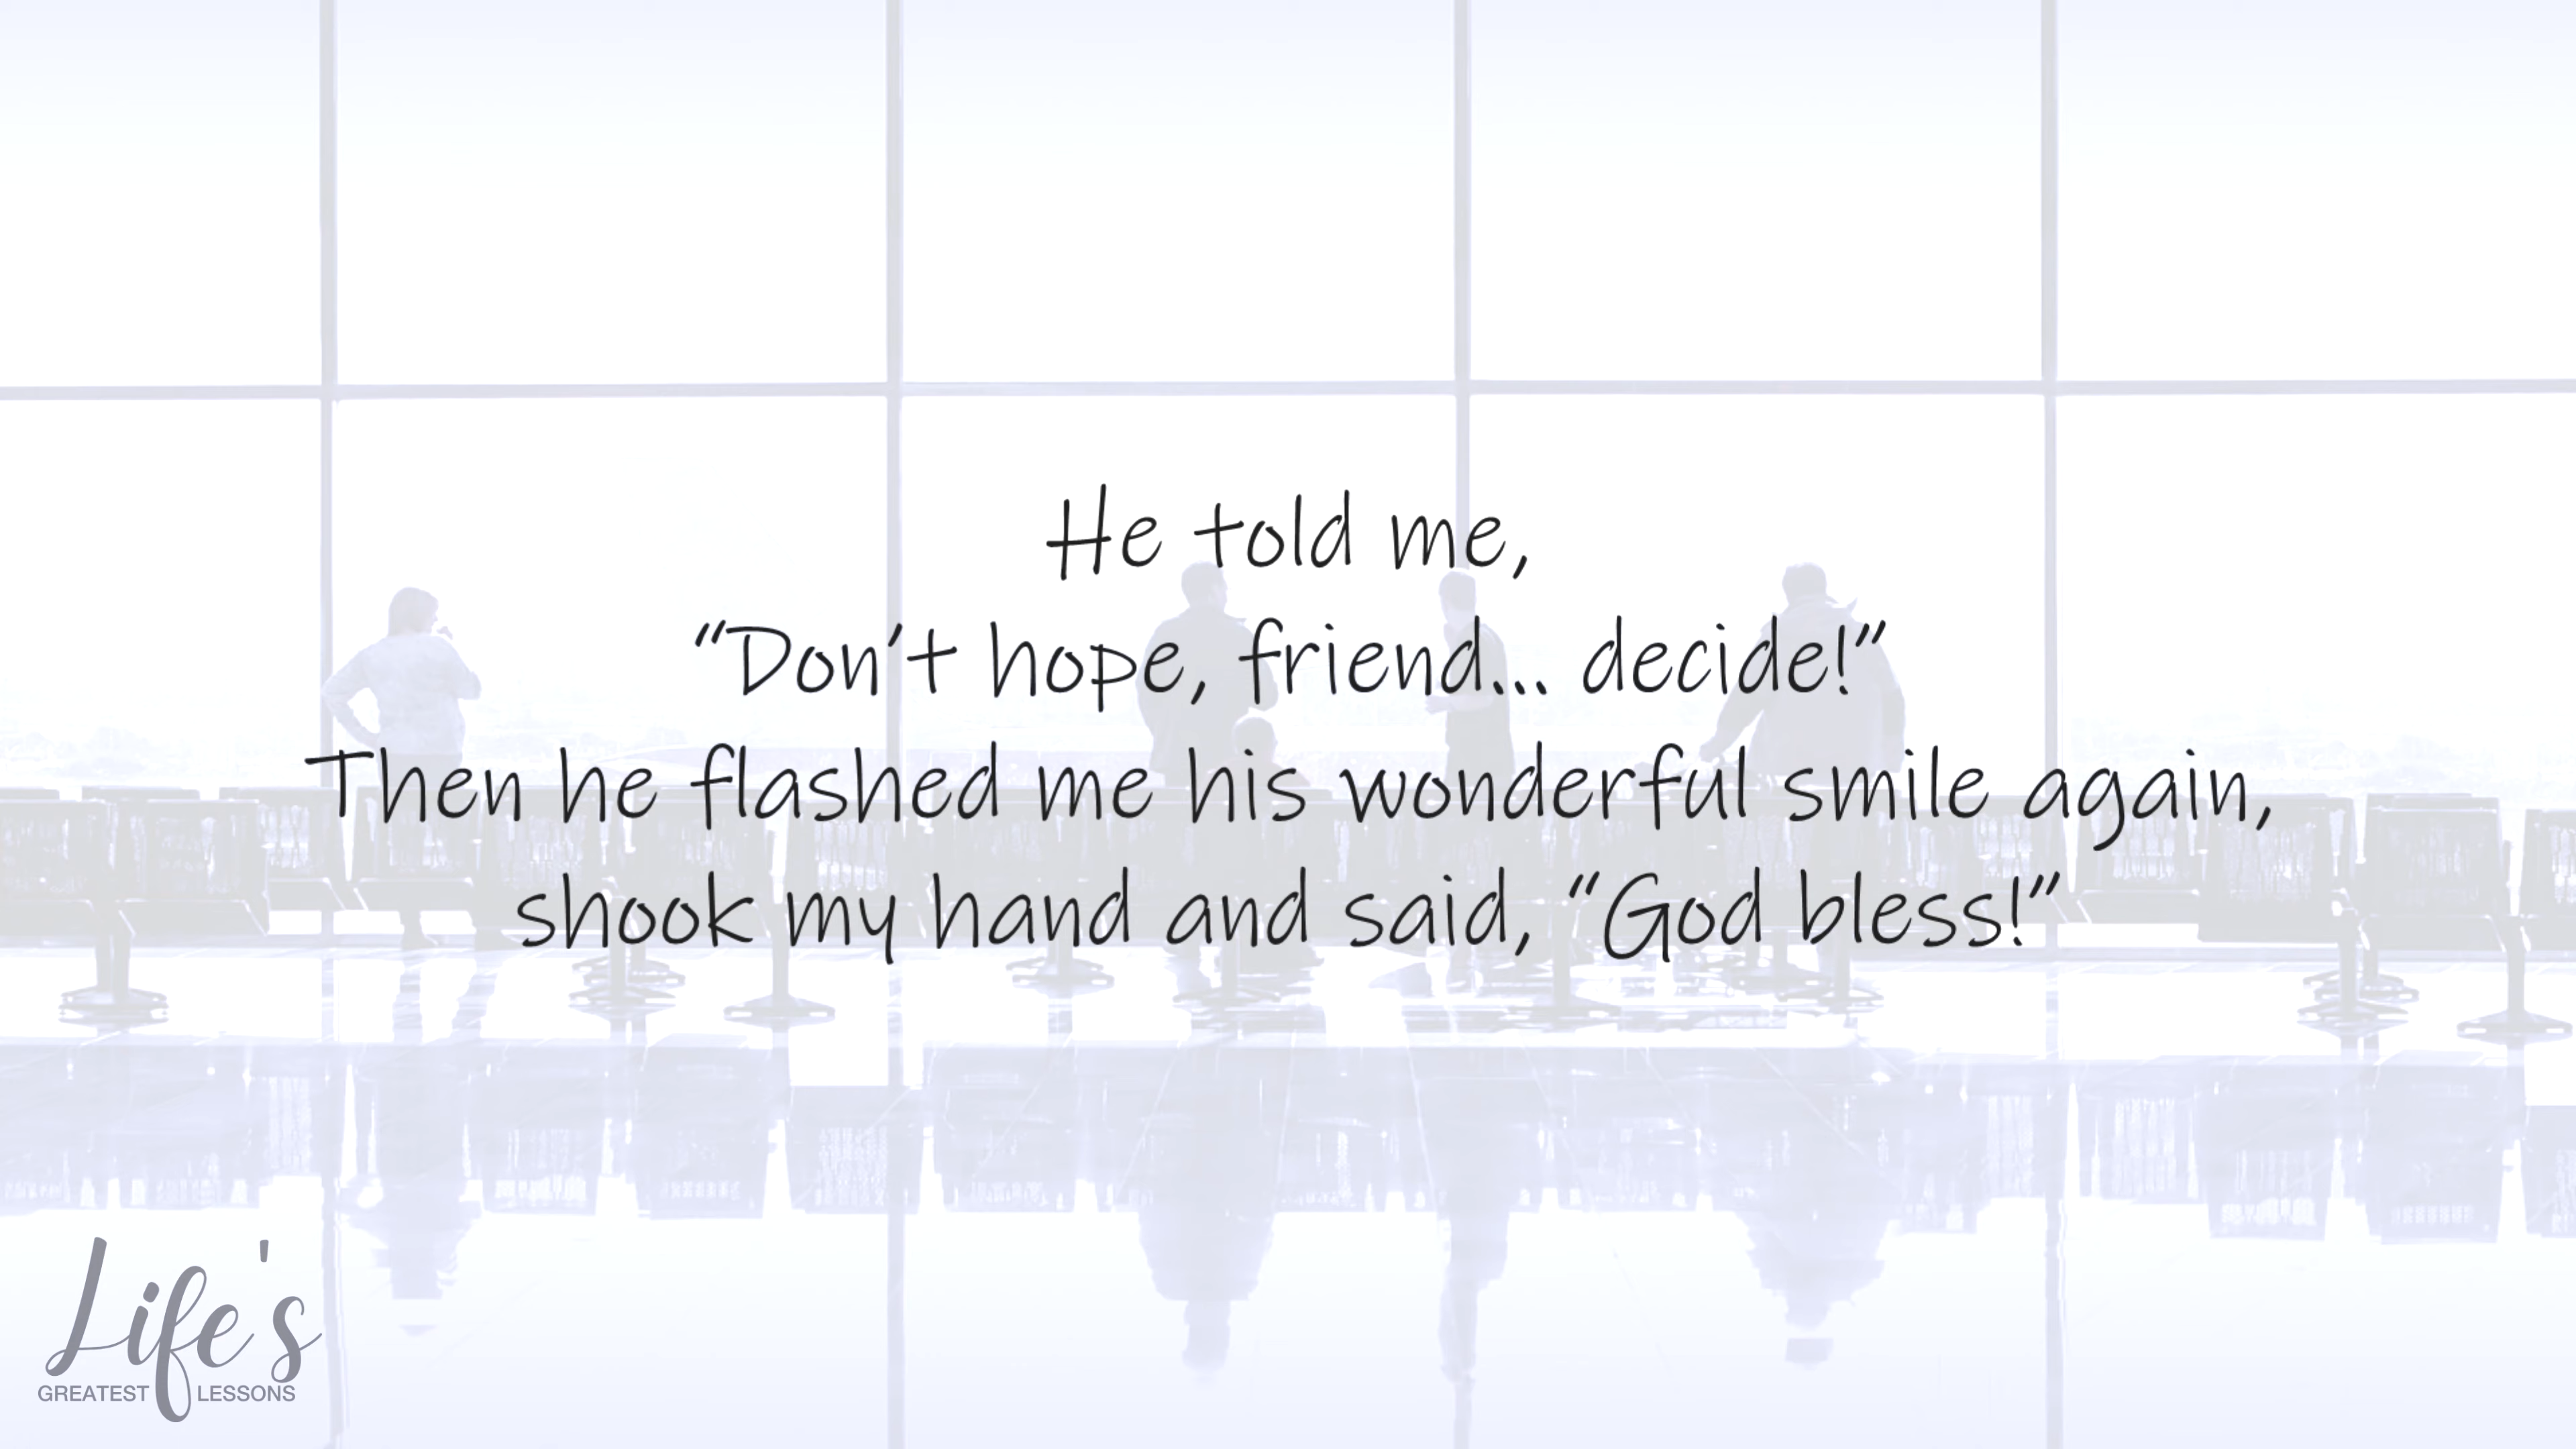 He told me,
“Don’t hope, friend... decide!”
Then he flashed me his wonderful smile again,
shook my hand and said, “God bless!”
Life's
GREATEST LESSONS